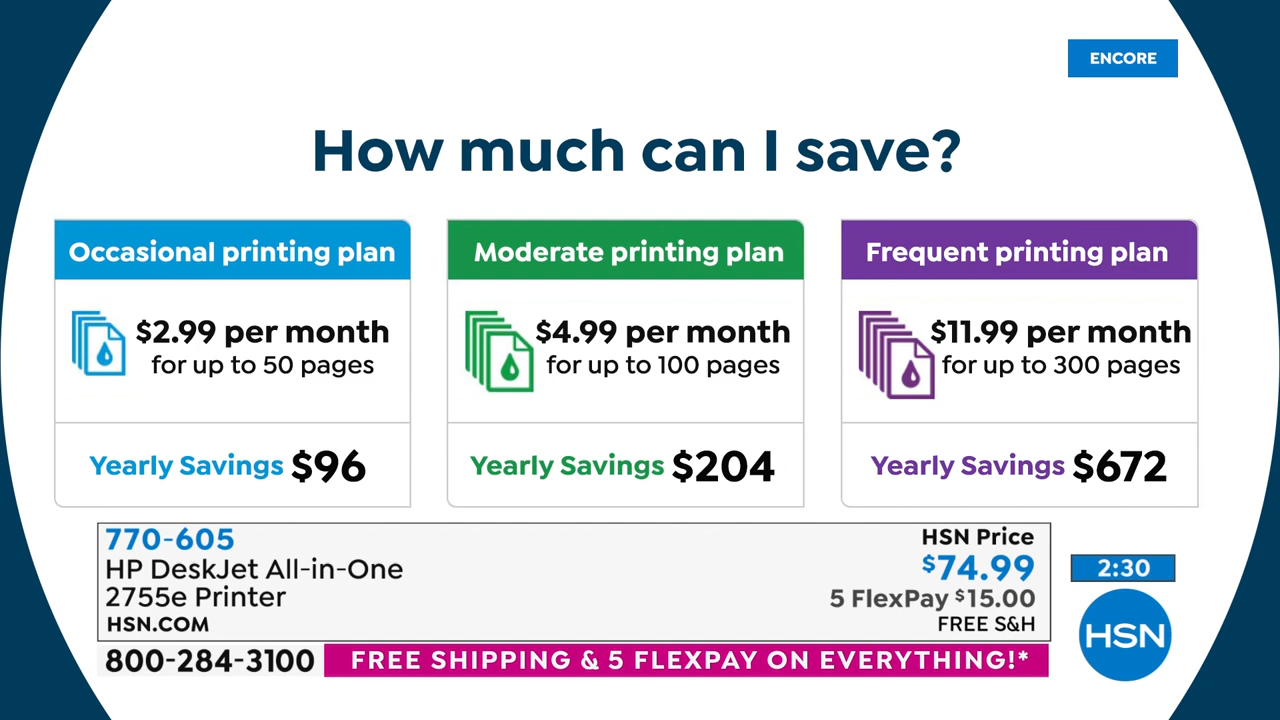 ENCORE
How much can I save?
Occasional printing plan
$2.99 per month
for up to 50 pages
Yearly Savings $96
Moderate printing plan
$4.99 per month
for up to 100 pages
Yearly Savings $204
Frequent printing plan
$11.99 per month
for up to 300 pages
Yearly Savings $672
770-605
HP DeskJet All-in-One
2755e Printer
HSN.COM
HSN Price
$74.99
5 FlexPay $15.00
FREE S&H
2:30
HSN
800-284-3100
FREE SHIPPING & 5 FLEXPAY ON EVERYTHING!*